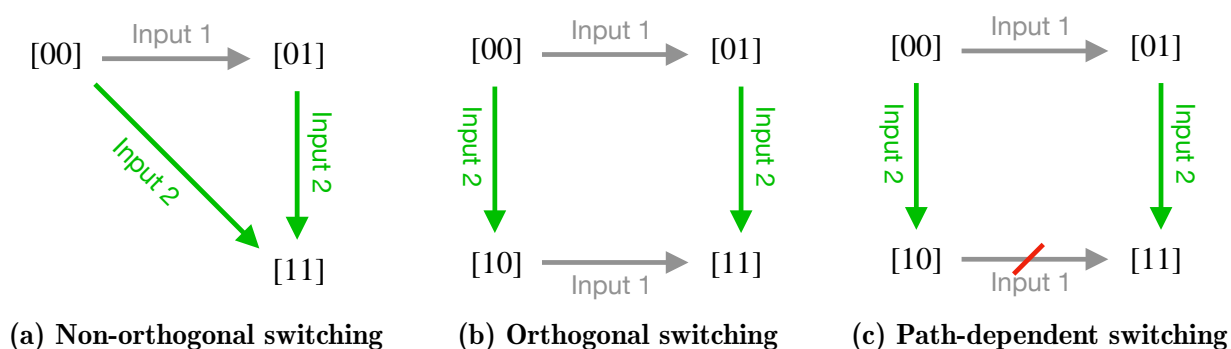 Input 1
[00] [01]
Input 2
Input 2
[11]
(a) Non-orthogonal switching
Input 1
[00] [01]
Input 2
Input 2
[10] [11]
Input 1
(b) Orthogonal switching
Input 1
[00] [01]
Input 2
Input 2
[10] [11]
Input 1
(c) Path-dependent switching